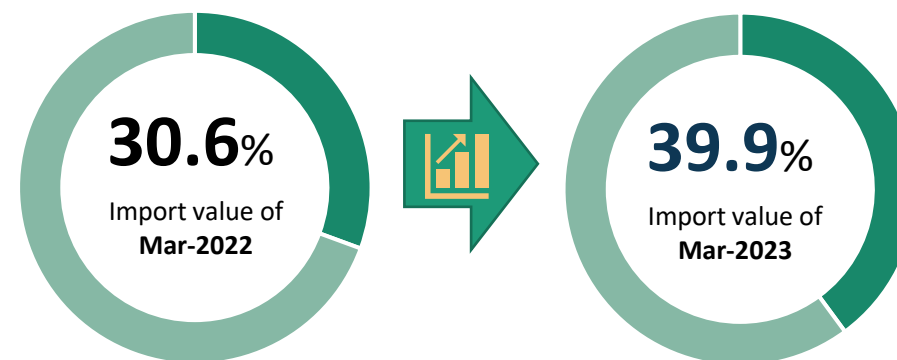 30.6%
Import value of
Mar-2022
39.9%
Import value of
Mar-2023